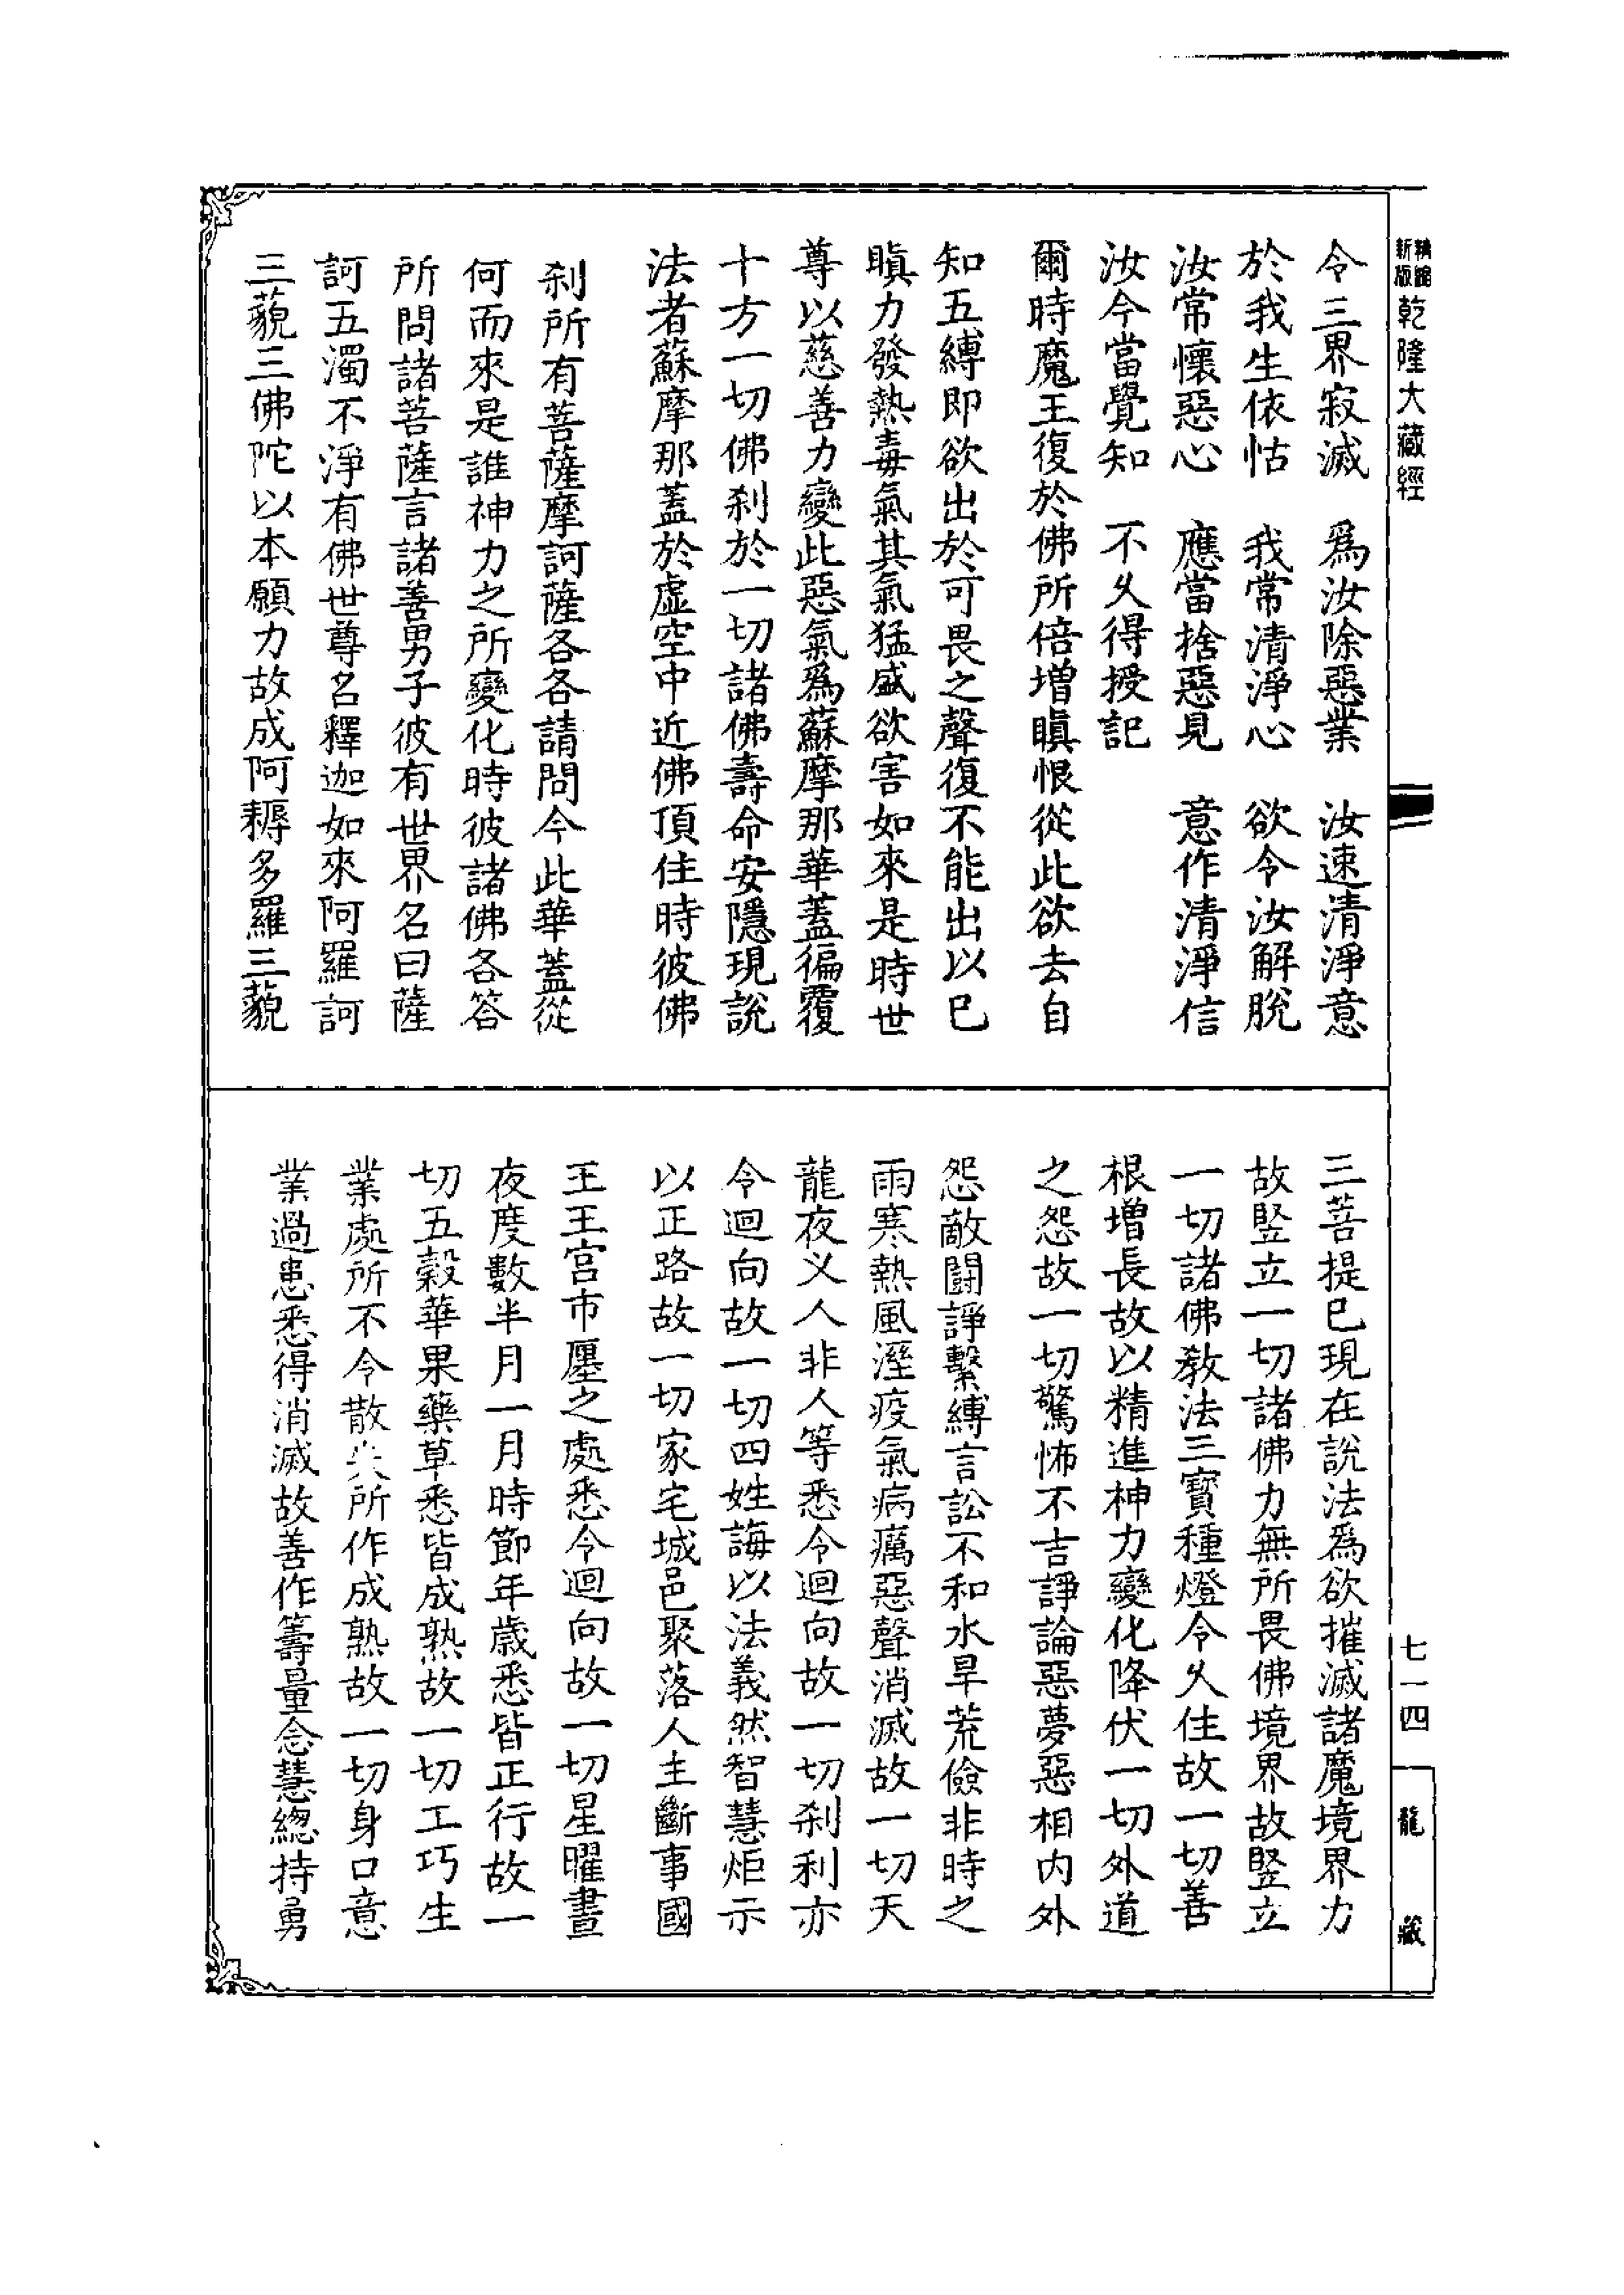 精縮新版乾隆大藏經
令三界寂滅　爲汝除惡業　汝速清淨意
於我生依怙　我常清淨心　欲令汝解脫
汝常懷惡心　應當捨惡見　意作清淨信
汝今當覺知　不久得授記
爾時魔王復於佛所倍增瞋恨從此欲去自
知五縛即欲出於可畏之聲復不能出以已
瞋力發熱毒氣其氣猛盛欲害如來是時世
尊以慈善力變此惡氣爲蘇摩那華蓋徧覆
十方一切佛刹於一切諸佛壽命安隱現說
法者蘇摩那蓋於虛空中近佛頂住時彼佛
刹所有菩薩摩訶薩各各請問今此華蓋從
何而來是誰神力之所變化時彼諸佛各答
所問諸菩薩言諸善男子彼有世界名曰薩
訶五濁不淨有佛世尊名釋迦如來阿羅訶
三藐三佛陀以本願力故成阿耨多羅三藐
三菩提已現在說法爲欲摧滅諸魔境界力
故竪立一切諸佛力無所畏佛境界故竪立
一切諸佛教法三寶種燈令久住故一切善
根增長故以精進神力變化降伏一切外道
之怨故一切驚怖不吉諍論惡夢惡相內外
怨敵鬪諍繫縛言訟不和水旱荒儉非時之
雨寒熱風溼疫氣病癘惡聲消滅故一切天
龍夜义人非人等悉令迴向故一切刹利亦
令迴向故一切四姓誨以法義然智慧炬示
以正路故一切家宅城邑聚落人主斷事國
王王宮市廛之處悉令迴向故一切星曜晝
夜度數半月一月時節年歲悉皆正行故一
切五穀華果藥草悉皆成熟故一切工巧生
業處所不令散失所作成熟故一切身口意
業過患悉得消滅故善作籌量念慧總持勇
七一四
龍藏